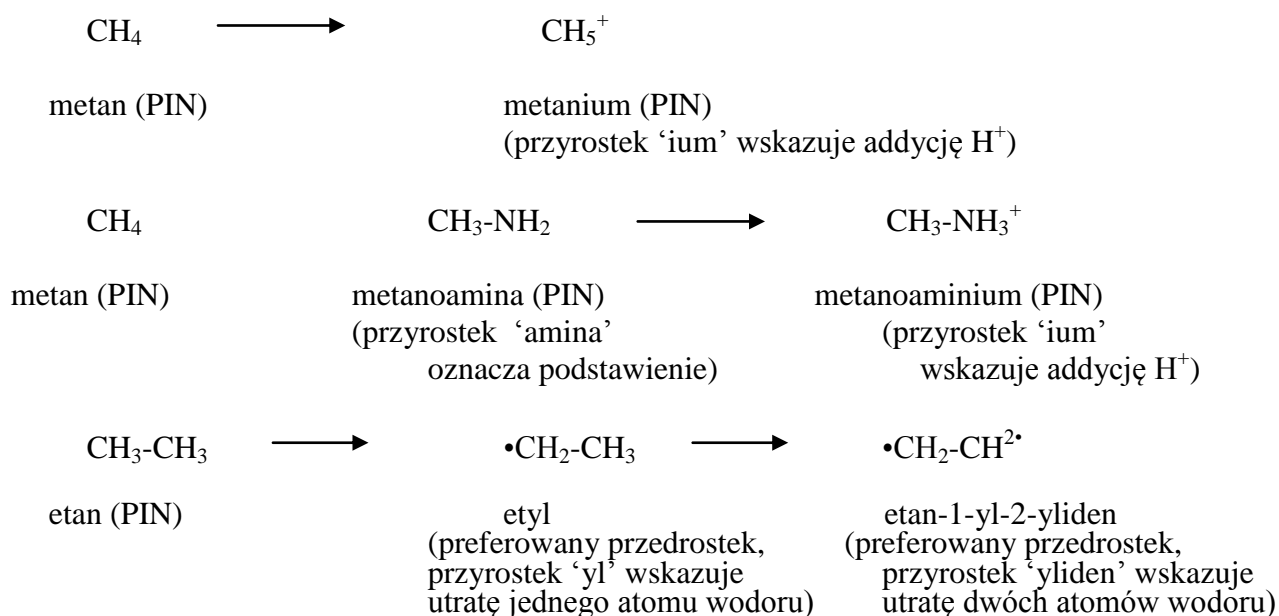 CH₄ ⟶ CH₅⁺
metan (PIN) metanium (PIN)
(przyrostek ‘ium’ wskazuje addycję H⁺)
CH₄ CH₃-NH₂ ⟶ CH₃-NH₃⁺
metan (PIN) metanoamina (PIN) metanoaminium (PIN)
(przyrostek ‘amina’ (przyrostek ‘ium’
oznacza podstawienie) wskazuje addycję H⁺)
CH₃-CH₃ ⟶ •CH₂-CH₃ ⟶ •CH₂-CH²•
etan (PIN) etyl etan-1-yl-2-yliden
(preferowany przedrostek, (preferowany przedrostek,
przyrostek ‘yl’ wskazuje przyrostek ‘yliden’ wskazuje
utratę jednego atomu wodoru) utratę dwóch atomów wodoru)